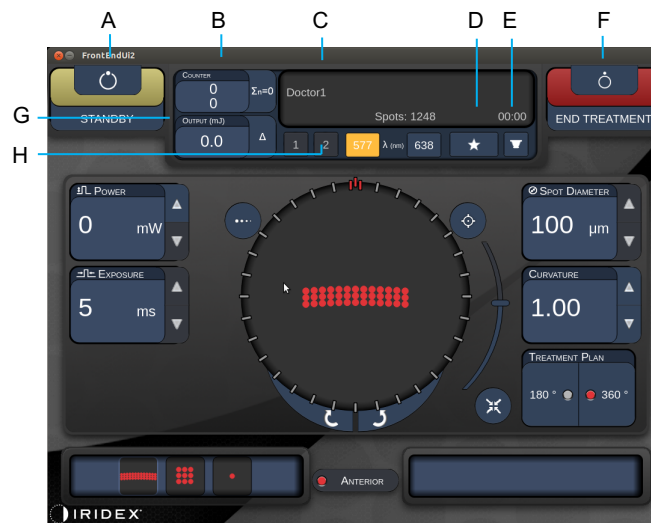 A B C D E F
FrontEndUi2
COUNTER
0
0
Σn=0
STANDBY
Doctor1
Spots: 1248 00:00
END TREATMENT
G
OUTPUT (mJ)
0.0 Δ
H
1 2 577 λ (nm) 638
POWER
0 mW
EXPOSURE
5 ms
SPOT DIAMETER
100 μm
CURVATURE
1.00
TREATMENT PLAN
180 ° 360 °
ANTERIOR
IRIDEX